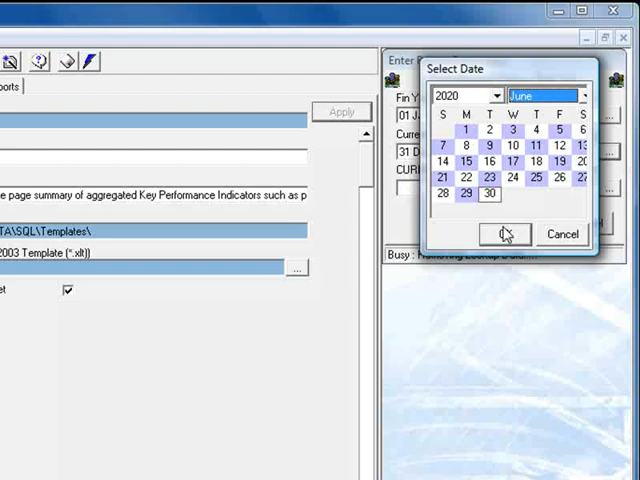 Enter
Select Date
2020 June
ports
Apply
Fin Y
S M T W T F S
01 J
1 2 3 4 5 6
Curre
7 8 9 10 11 12 13
31 D
14 15 16 17 18 19 20
CURI
21 22 23 24 25 26 27
28 29 30
e page summary of aggregated Key Performance Indicators such as p
TA\SQL\Templates\
Cancel
2003 Template (*.xlt))
Busy :
...
et